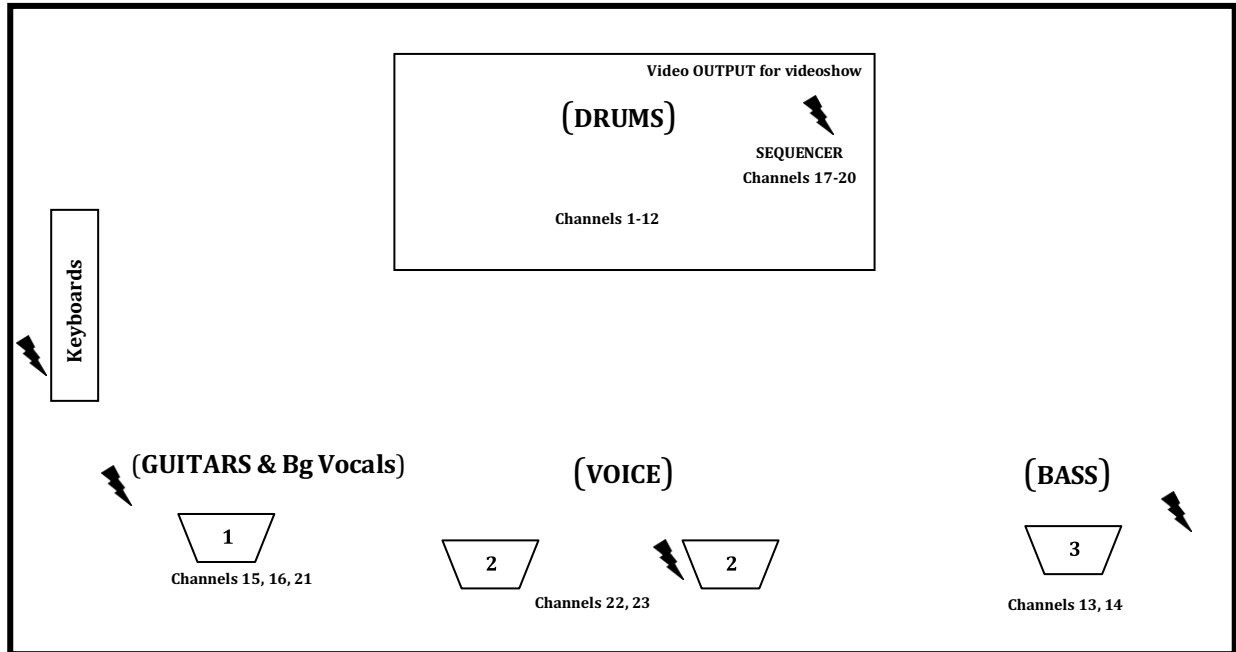 Video OUTPUT for videoshow
(DRUMS)
SEQUENCER
Channels 17-20
Channels 1-12
Keyboards
(GUITARS & Bg Vocals)
(VOICE)
(BASS)
1
2
2
3
Channels 15, 16, 21
Channels 22, 23
Channels 13, 14